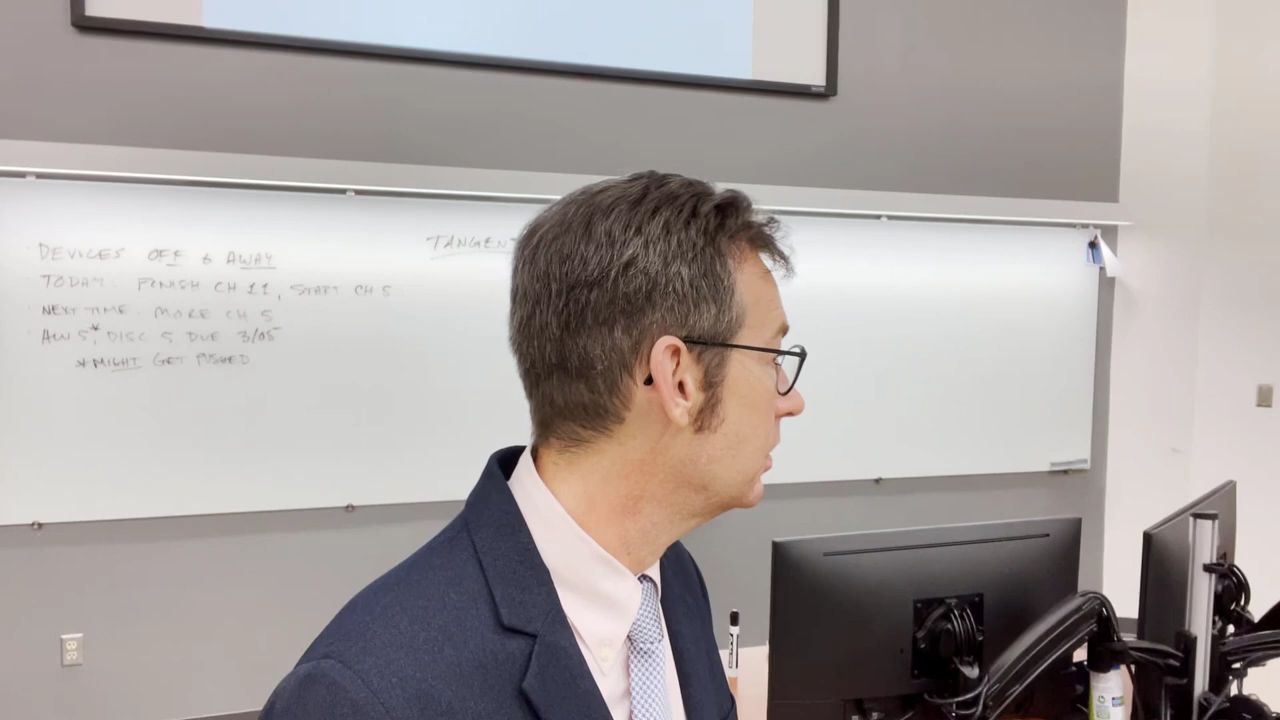 DEVICES OFF & AWAY
TODAY: FINISH CH 11, START CH 5
NEXT TIME: MORE CH 5
AW 5*, DISC 5 DUE 3/05
*MIGHT GET PUSHED
TANGENT